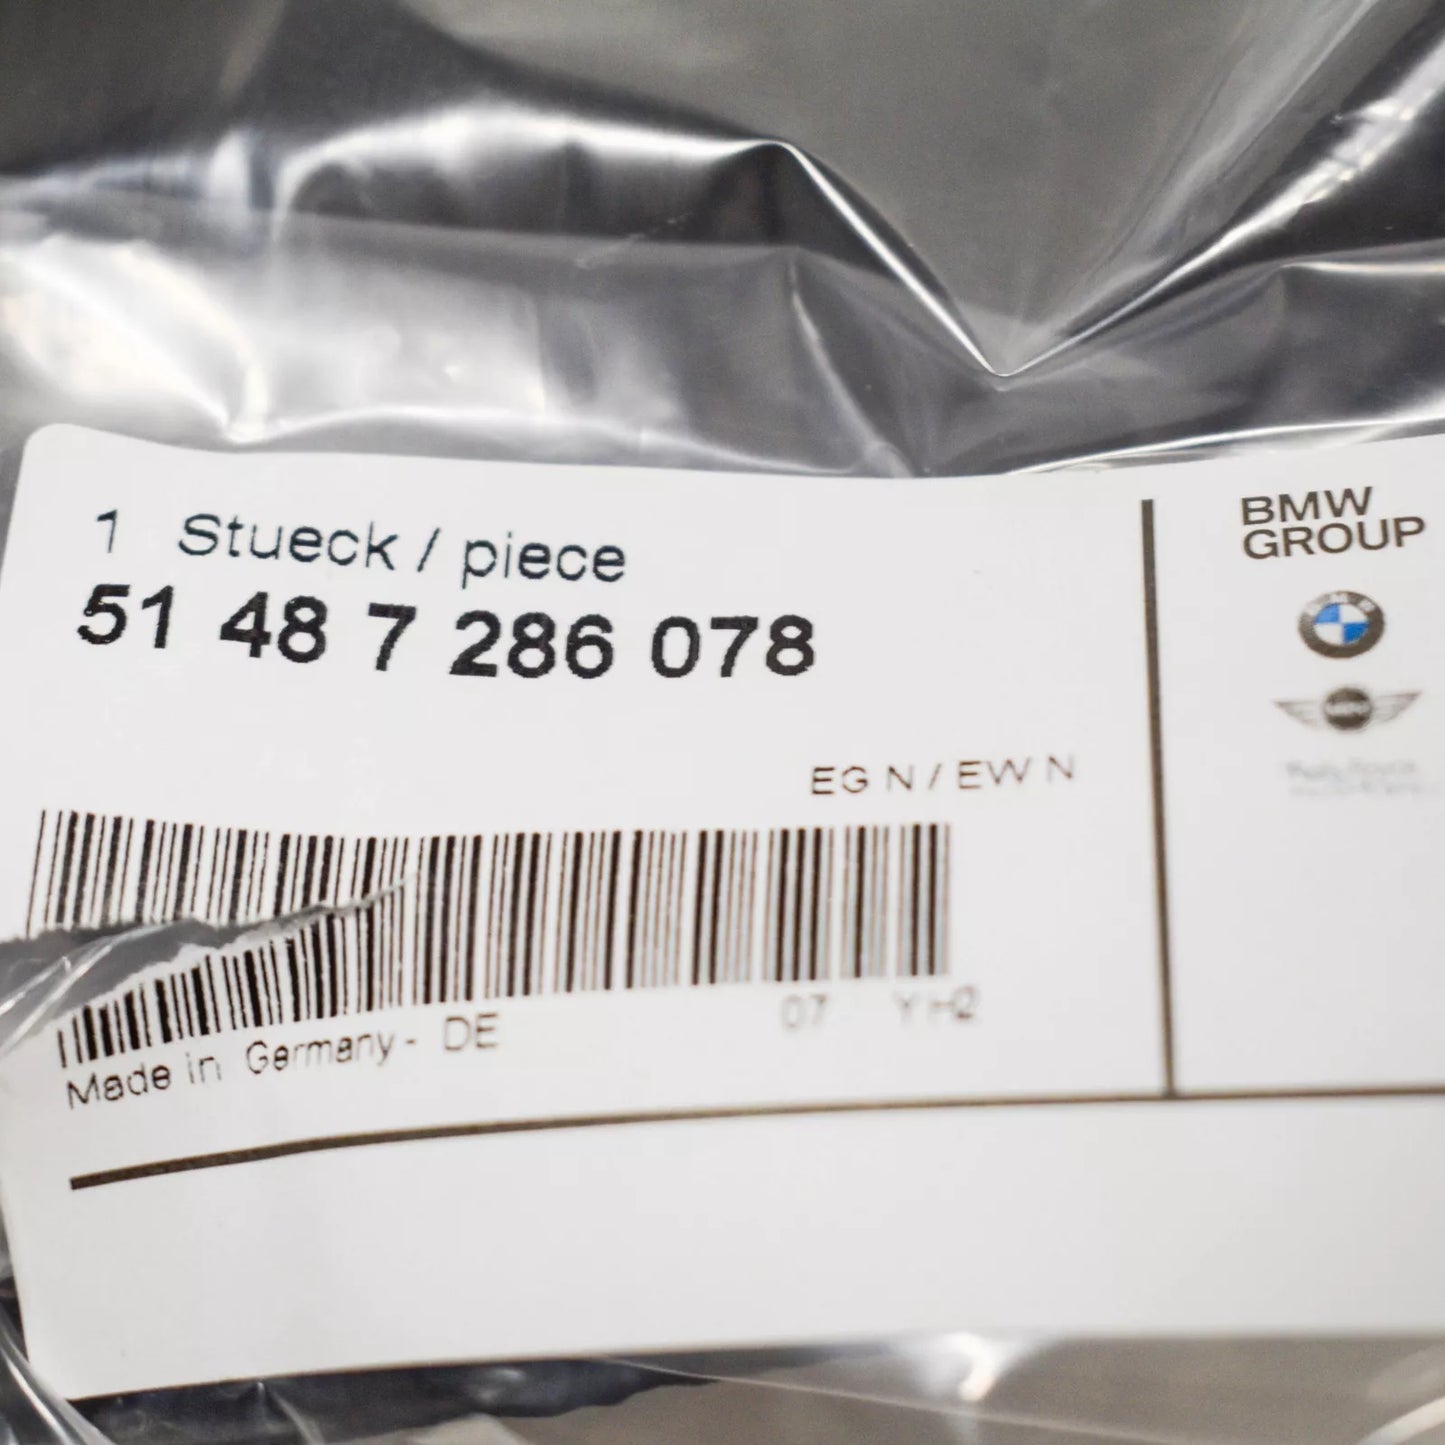 1 Stueck / piece
51 48 7 286 078
EG N / EW N
07 YH2
Made in Germany - DE
BMW
GROUP